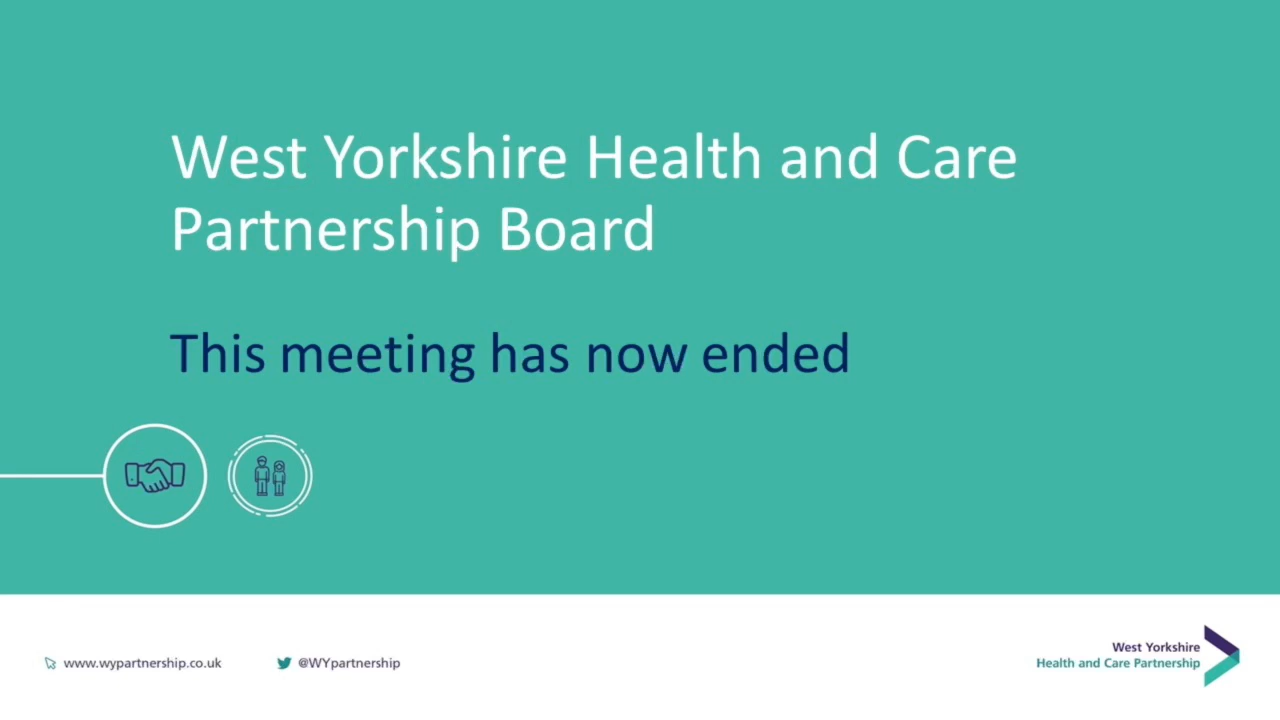 West Yorkshire Health and Care
Partnership Board
This meeting has now ended
www.wypartnership.co.uk
@WYpartnership
West Yorkshire
Health and Care Partnership